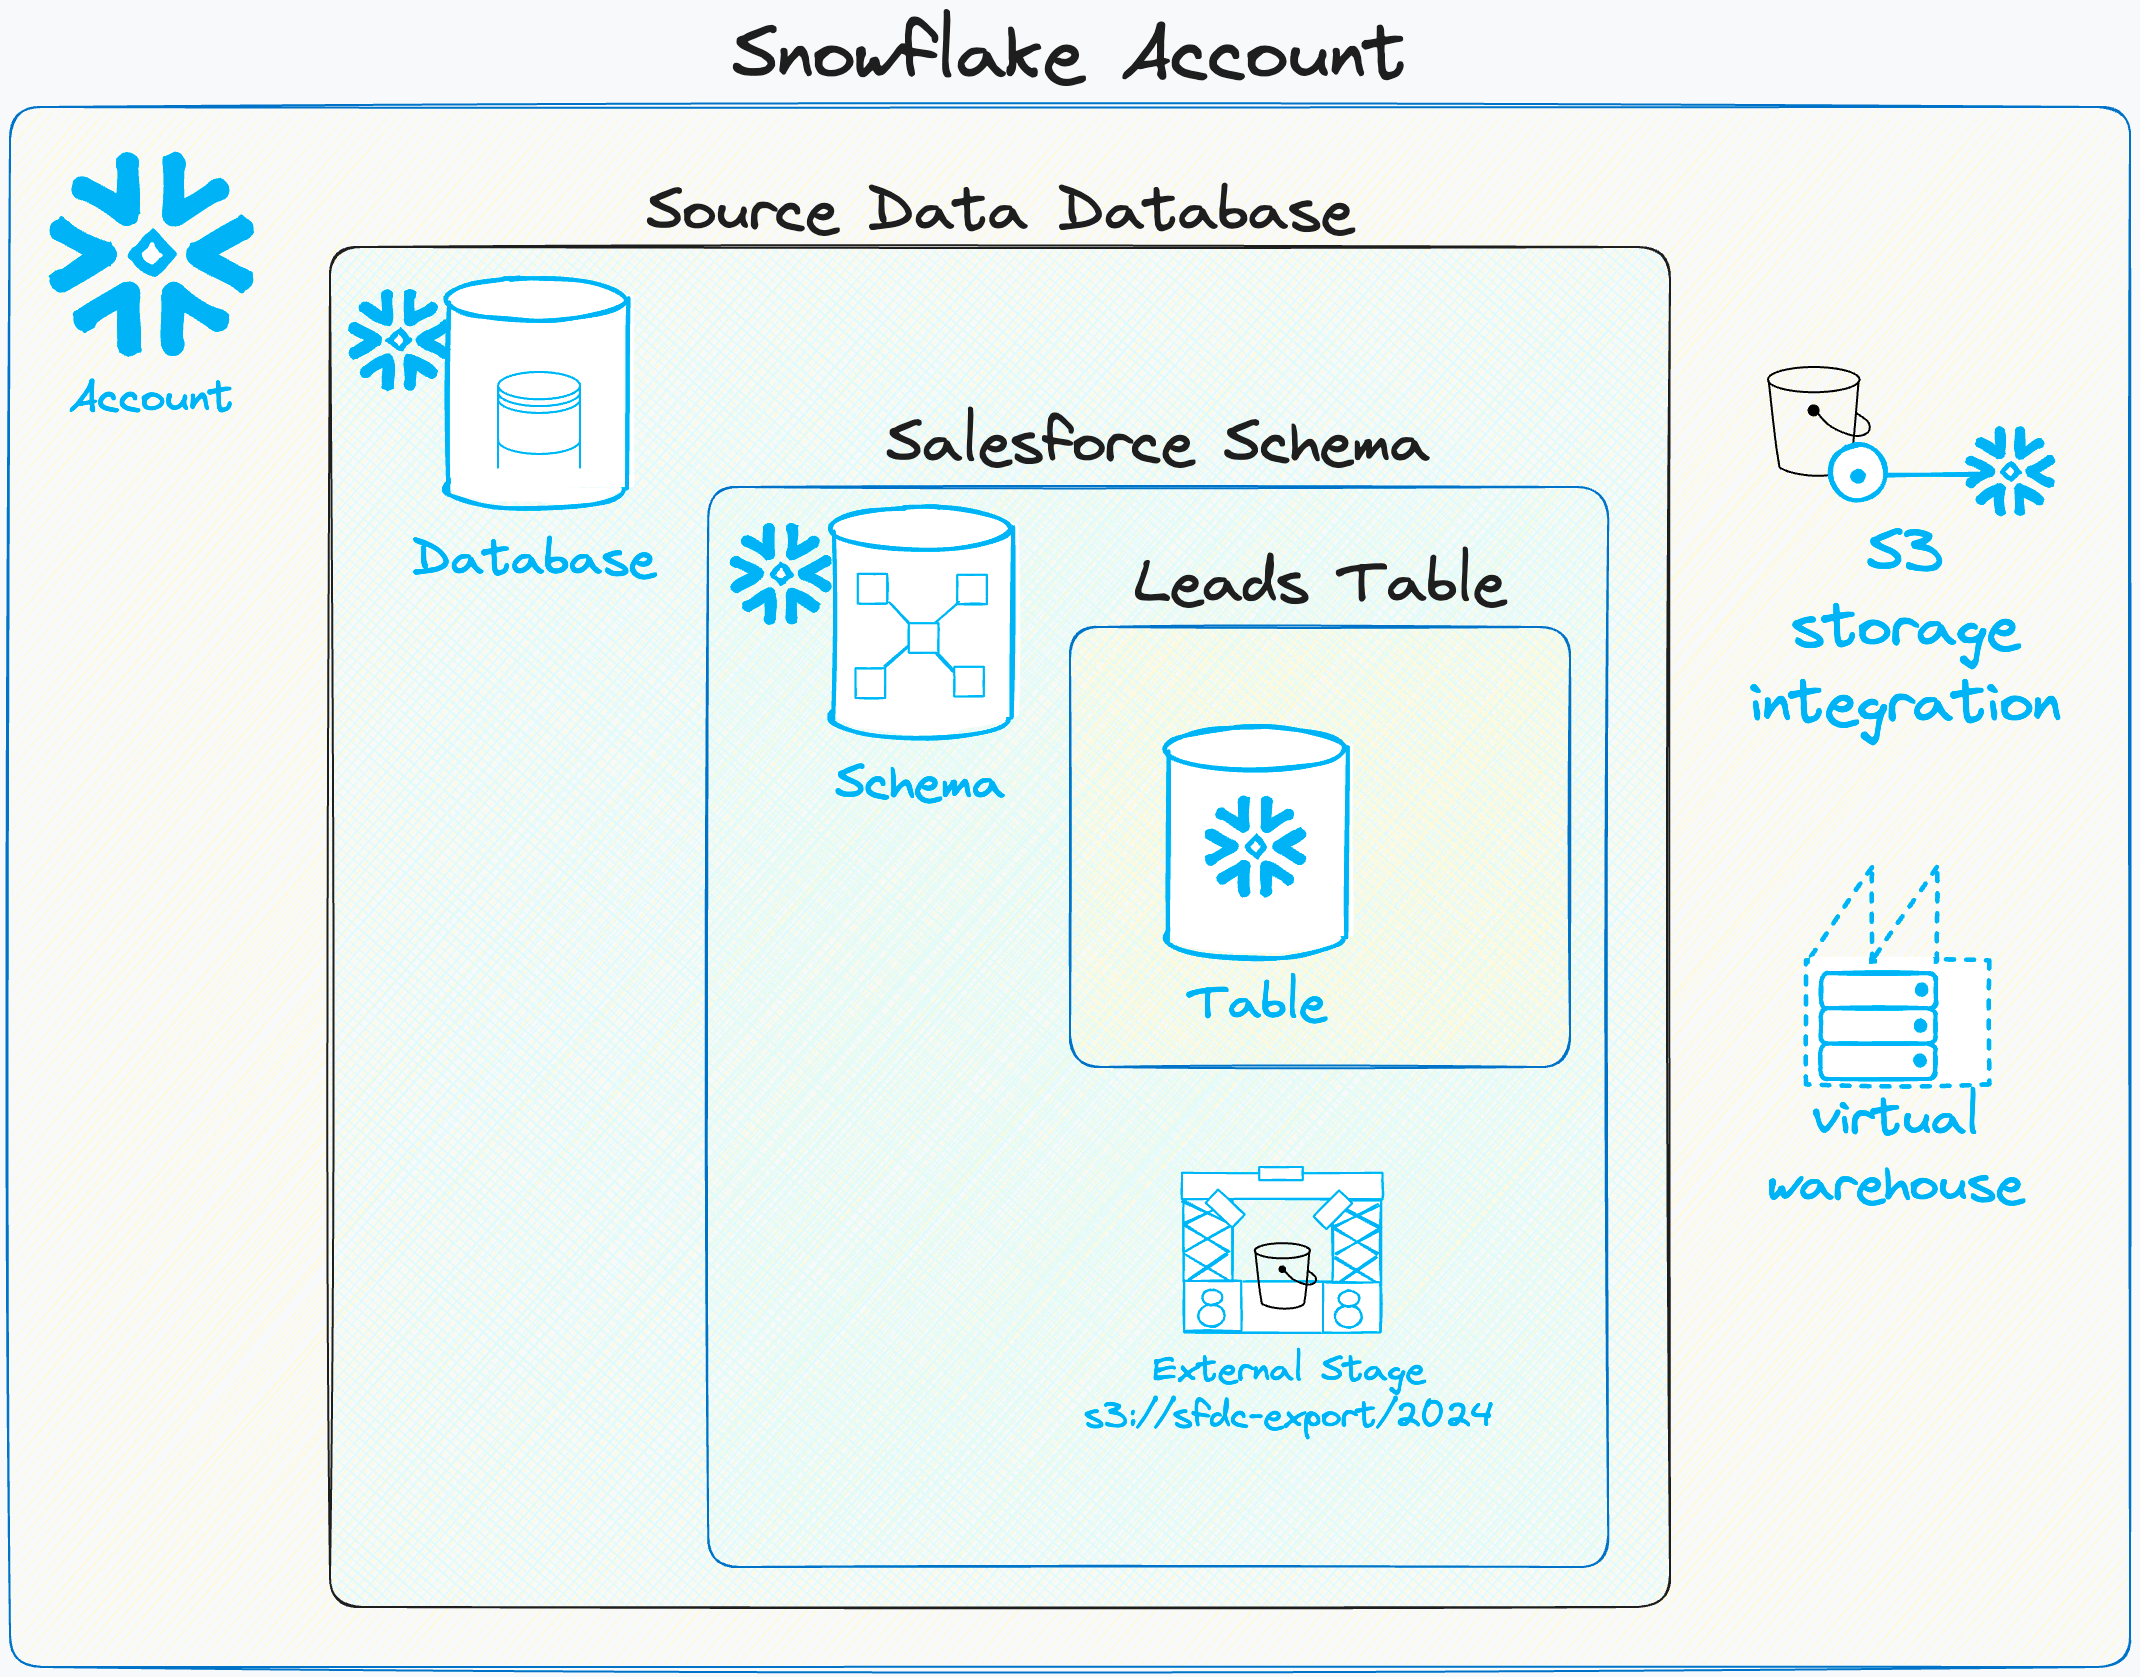 Snowflake Account
Account
Source Data Database
Database
Salesforce Schema
Schema
Leads Table
Table
External Stage
s3://sfdc-export/2024
S3
storage
integration
virtual
warehouse